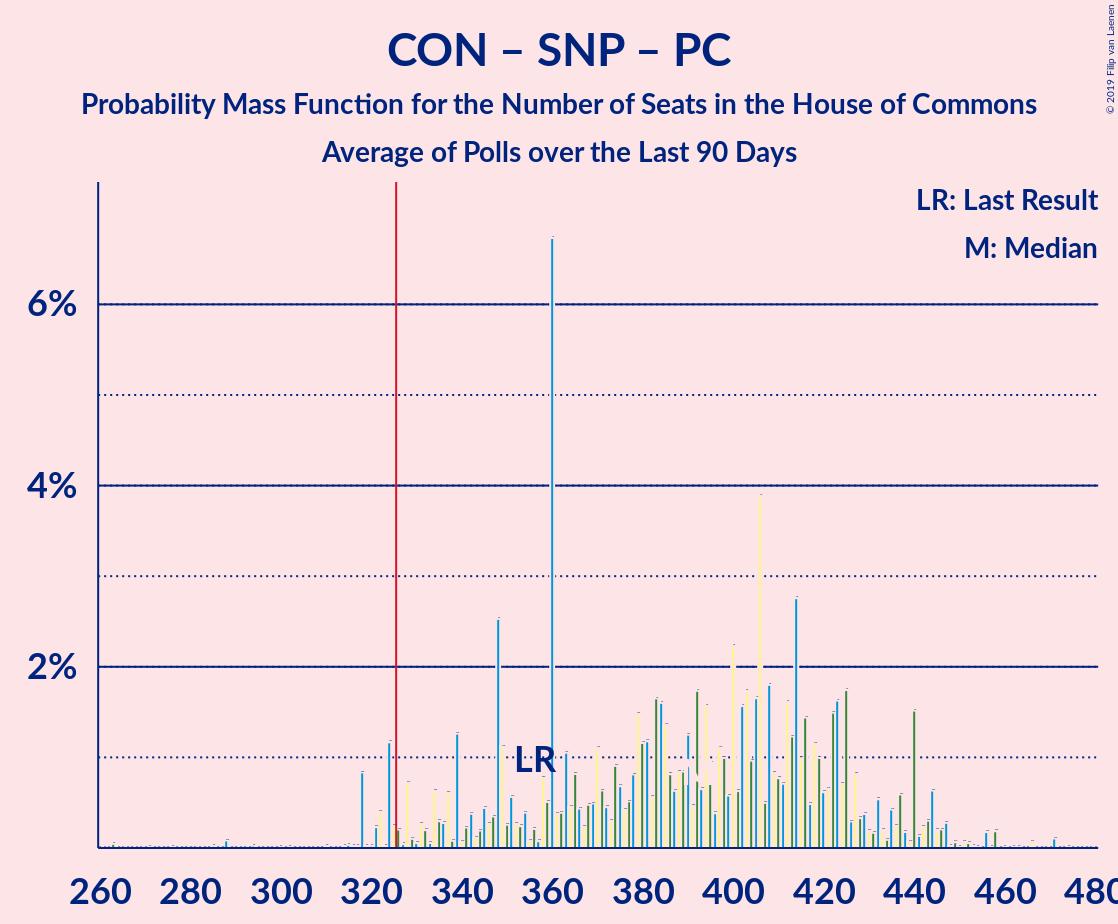 CON – SNP – PC
Probability Mass Function for the Number of Seats in the House of Commons
Average of Polls over the Last 90 Days
© 2019 Filip van Laenen
LR: Last Result
M: Median
6%
4%
2%
LR
260 280 300 320 340 360 380 400 420 440 460 480